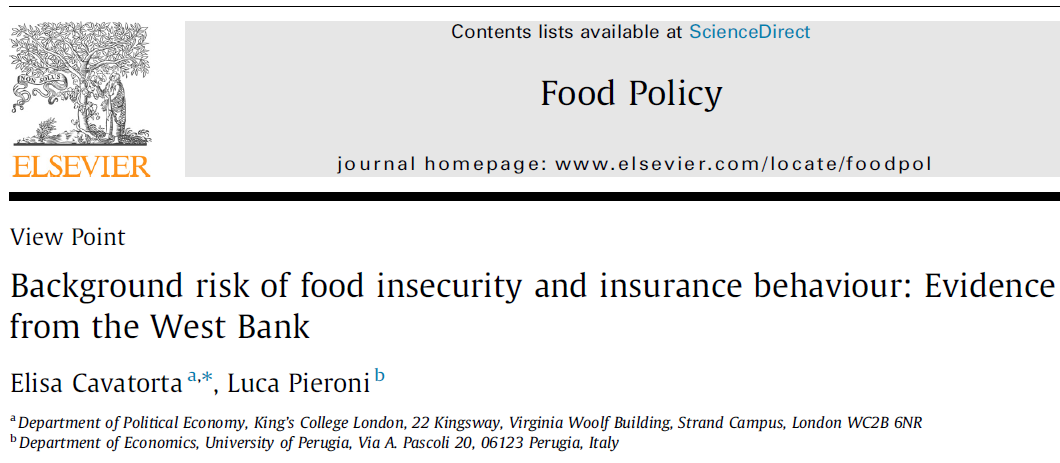 Contents lists available at ScienceDirect
Food Policy
journal homepage: www.elsevier.com/locate/foodpol
NON SOLUS
ELSEVIER
View Point
Background risk of food insecurity and insurance behaviour: Evidence
from the West Bank
Elisa Cavatorta a,*, Luca Pieroni b
a Department of Political Economy, King's College London, 22 Kingsway, Virginia Woolf Building, Strand Campus, London WC2B 6NR
b Department of Economics, University of Perugia, Via A. Pascoli 20, 06123 Perugia, Italy